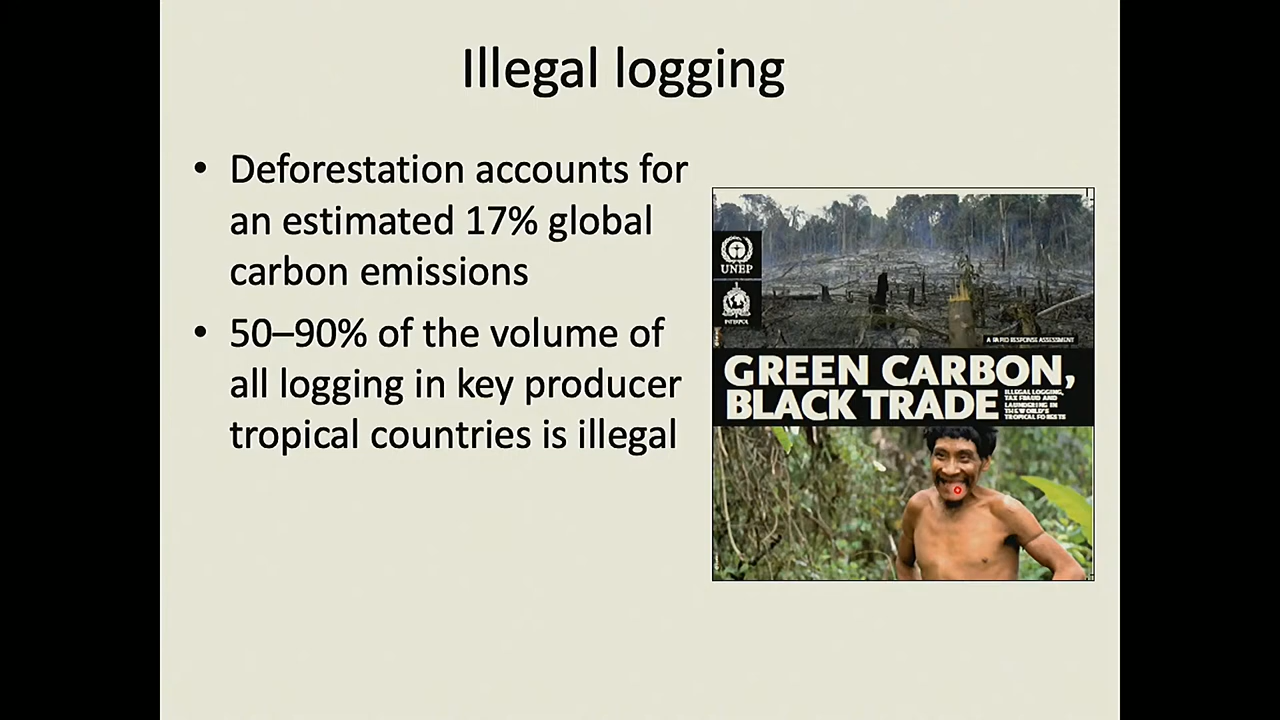 Illegal logging
• Deforestation accounts for
an estimated 17% global
carbon emissions
• 50–90% of the volume of
all logging in key producer
tropical countries is illegal
UNEP
INTERPOL
A RAPID RESPONSE ASSESSMENT
GREEN CARBON,
BLACK TRADE
ILLEGAL LOGGING,
TAX FRAUD AND
LAUNDERING IN
THE WORLD'S
TROPICAL FORESTS